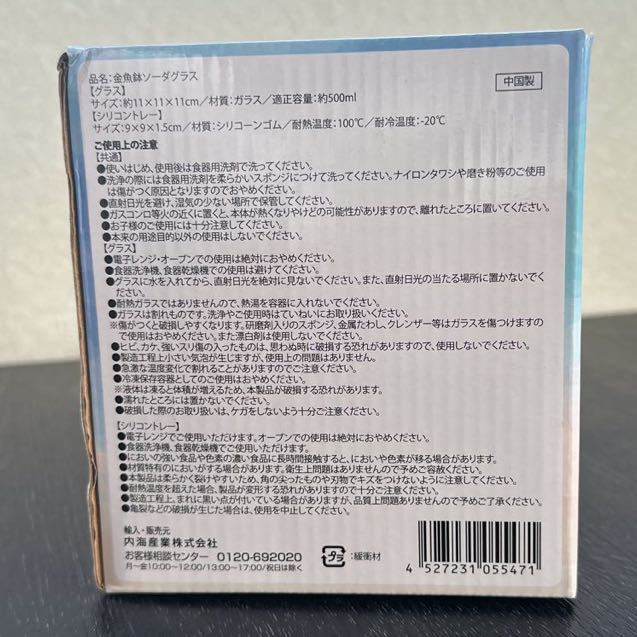 品名:金魚鉢ソーダグラス
【グラス】
サイズ:約11×11×11cm/材質:ガラス/適正容量:約500ml
【シリコントレー】
サイズ:9×9×1.5cm/材質:シリコーンゴム/耐熱温度:100℃/耐冷温度:-20℃
中国製
ご使用上の注意
【共通】
●使いはじめ、使用後は食器用洗剤で洗ってください。
●洗浄の際には食器用洗剤を柔らかいスポンジにつけて洗ってください。ナイロンタワシや磨き粉等のご使用
は傷がつく原因となりますのでおやめください。
●直射日光を避け、湿気の少ない場所で保管してください。
●ガスコンロ等火の近くに置くと、本体が熱くなりやけどの可能性がありますので、離れたところに置いてください。
●お子様のご使用には十分注意してください。
●本来の用途目的以外の使用はしないでください。
【グラス】
●電子レンジ・オーブンでの使用は絶対におやめください。
●食器洗浄機、食器乾燥機での使用は避けてください。
●グラスに水を入れてから、直射日光を絶対に見ないでください。また、直射日光の当たる場所に置かないでく
ださい。
●耐熱ガラスではありませんので、熱湯を容器に入れないでください。
●ガラスは割れものです。洗浄やご使用時はていねいにお取り扱いください。
※傷がつくと破損しやすくなります。研磨剤入りのスポンジ、金属たわし、クレンザー等はガラスを傷つけますの
で使用しないでください。また漂白剤は使用しないでください。
●ヒビ、カケ、強いスリ傷の入ったものは、思わぬ時に破損する恐れがありますので、使用しないでください。
●製造工程上小さい気泡が生じますが、使用上の問題はありません。
●急激な温度変化で割れることがありますのでご注意ください。
●冷凍保存容器としてのご使用はおやめください。
※液体は凍ると体積が増えるため、本製品が破損する恐れがあります。
●濡れたところに置かないでください。
●破損した際のお取り扱いは、ケガをしないよう十分ご注意ください。
【シリコントレー】
●電子レンジでご使用いただけます。オーブンでの使用は絶対におやめください。
●食器洗浄機、食器乾燥機でご使用いただけます。
●においの強い食品や色素の濃い食品に長時間接触すると、においや色素が移る場合があります。
●材質特有のにおいがする場合があります。衛生上問題はありませんので予めご容赦ください。
●本製品は柔らかく裂けやすいため、角の尖ったものや刃物でキズをつけないように注意してください。
●耐熱温度を超えた場合、製品が変形する恐れがありますので十分ご注意ください。
●製造工程上、まれに黒い点が付いている場合がありますが、品質上問題ありませんので予めご了承ください。
●亀裂などの破損が生じた場合は、使用を中止してください。
輸入・販売元
内海産業株式会社
お客様相談センター 0120-692020
月～金10:00～12:00/13:00～17:00/祝日は除く
プラ :緩衝材
4 527231 055471